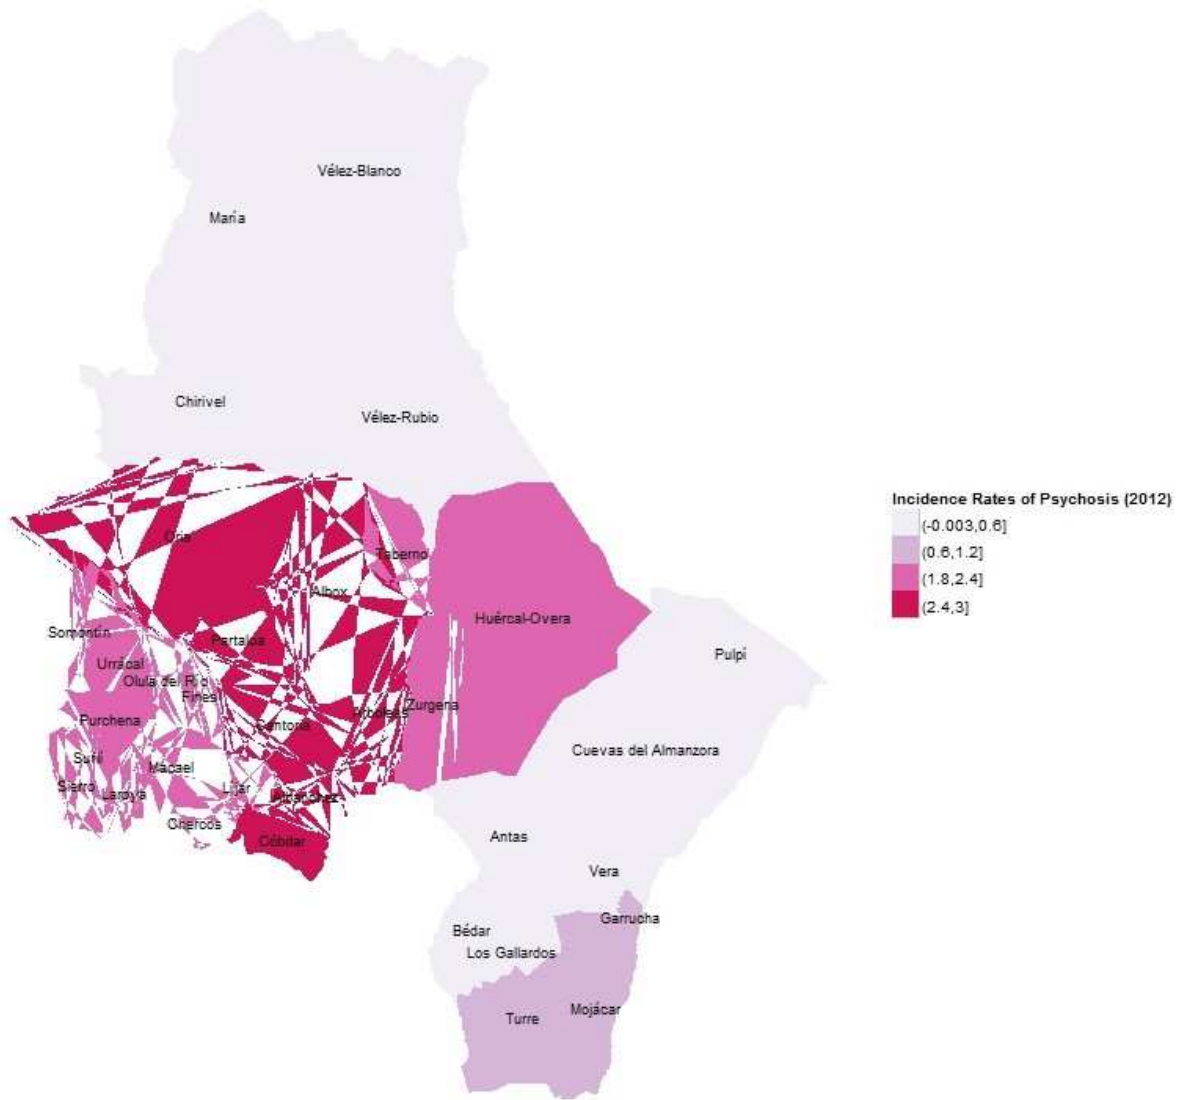 Vélez-Blanco
María
Chirivel
Vélez-Rubio
Incidence Rates of Psychosis (2012)
(-0.003,0.6]
(0.6,1.2]
(1.8,2.4]
(2.4,3]
Oria
Taberno
Albox
Huércal-Overa
Somontín
Partaloa
Pulpí
Urrácal
Olula del Río
Fines
Zurgena
Arboleas
Purchena
Cantoria
Cuevas del Almanzora
Suflí
Macael
Sierro
Laroya
Líjar
Albánchez
Chercos
Antas
Cóbdar
Vera
Garrucha
Bédar
Los Gallardos
Mojácar
Turre